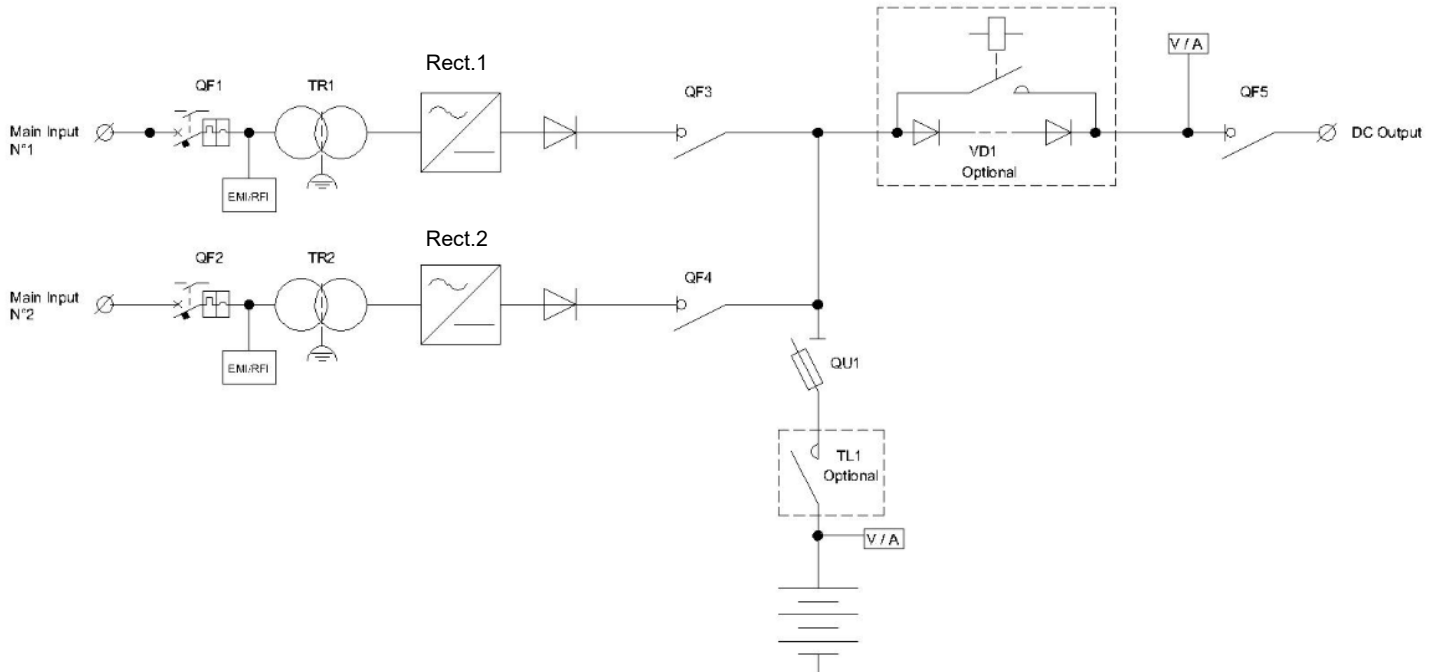 Rect.1
V / A
QF1
TR1
QF3
QF5
Main Input
N°1
DC Output
VD1
Optional
EMI/RFI
Rect.2
QF2
TR2
QF4
Main Input
N°2
EMI/RFI
QU1
TL1
Optional
V / A